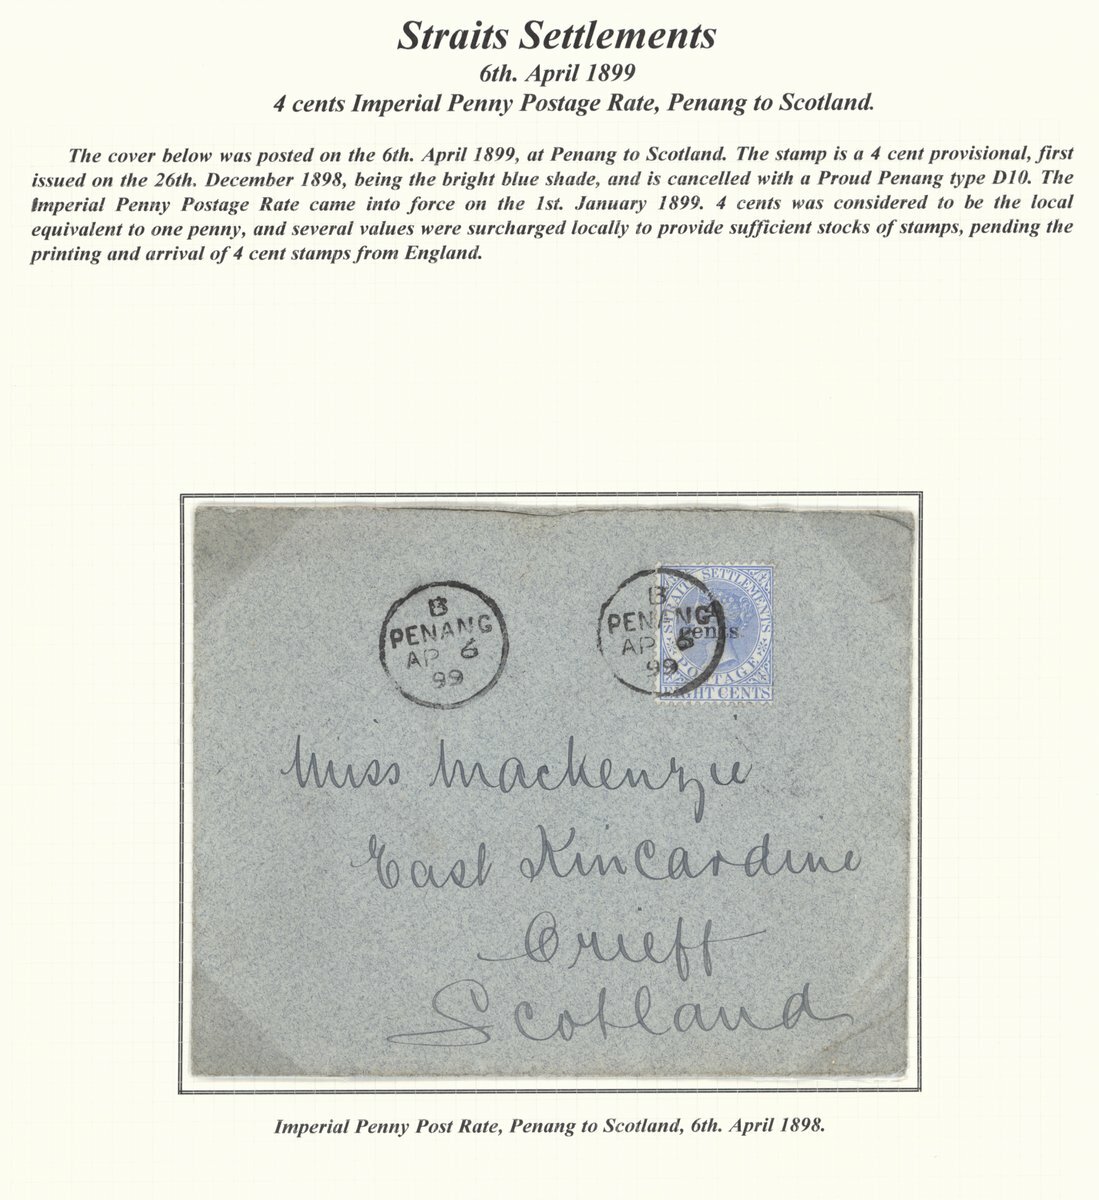 Straits Settlements
6th. April 1899
4 cents Imperial Penny Postage Rate, Penang to Scotland.
The cover below was posted on the 6th. April 1899, at Penang to Scotland. The stamp is a 4 cent provisional, first
issued on the 26th. December 1898, being the bright blue shade, and is cancelled with a Proud Penang type D10. The
Imperial Penny Postage Rate came into force on the 1st. January 1899. 4 cents was considered to be the local
equivalent to one penny, and several values were surcharged locally to provide sufficient stocks of stamps, pending the
printing and arrival of 4 cent stamps from England.
B
PENANG
AP 6
99
B
PENANG
AP 6
99
STRAITS SETTLEMENTS
4
cents.
POSTAGE
EIGHT CENTS
Miss Mackenzie
East Kincardine
Crieff
Scotland
Imperial Penny Post Rate, Penang to Scotland, 6th. April 1898.